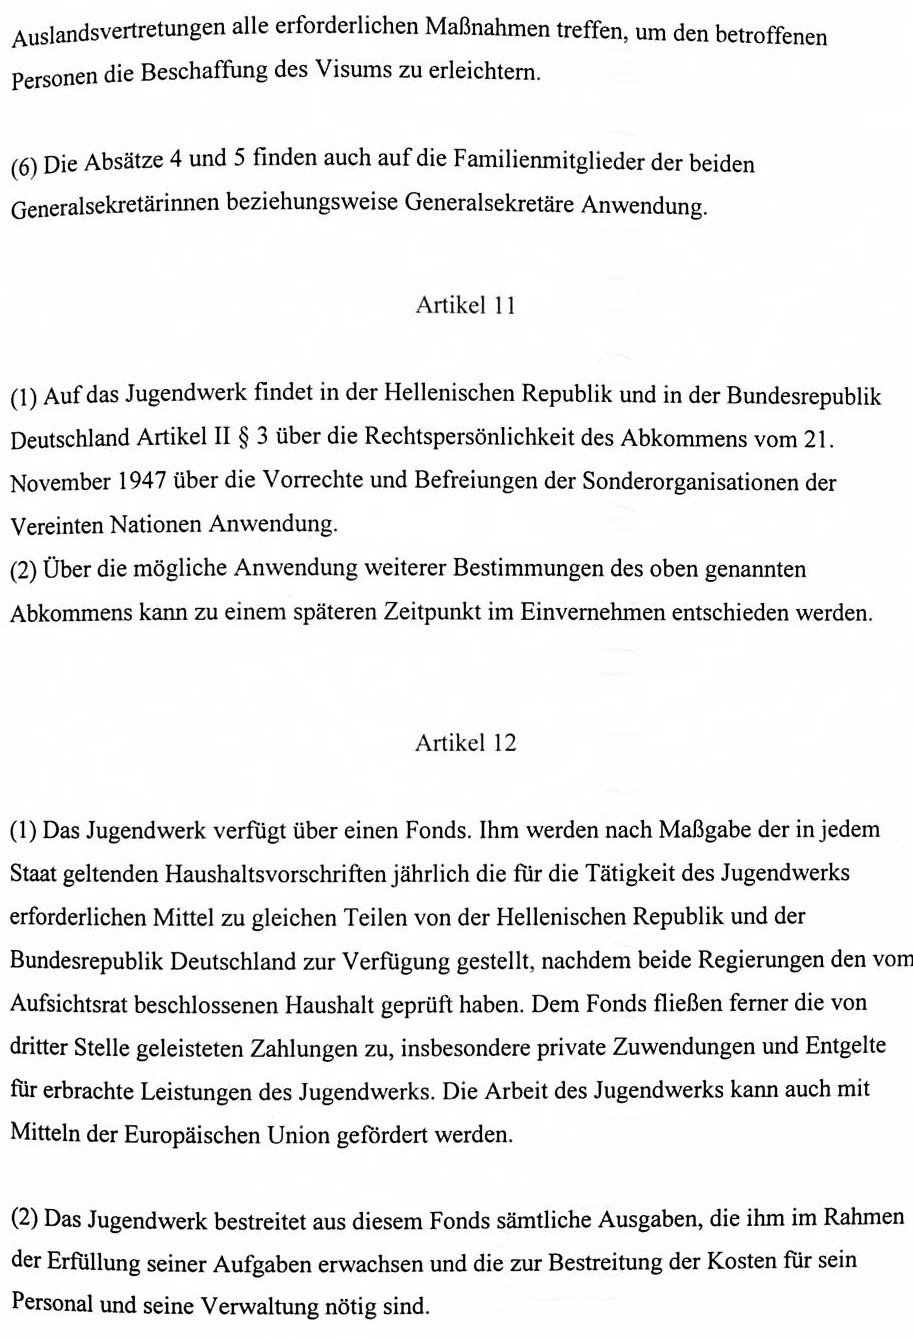 Auslandsvertretungen alle erforderlichen Maßnahmen treffen, um den betroffenen
Personen die Beschaffung des Visums zu erleichtern.
(6) Die Absätze 4 und 5 finden auch auf die Familienmitglieder der beiden
Generalsekretärinnen beziehungsweise Generalsekretäre Anwendung.
Artikel 11
(1) Auf das Jugendwerk findet in der Hellenischen Republik und in der Bundesrepublik
Deutschland Artikel II § 3 über die Rechtspersönlichkeit des Abkommens vom 21.
November 1947 über die Vorrechte und Befreiungen der Sonderorganisationen der
Vereinten Nationen Anwendung.
(2) Über die mögliche Anwendung weiterer Bestimmungen des oben genannten
Abkommens kann zu einem späteren Zeitpunkt im Einvernehmen entschieden werden.
Artikel 12
(1) Das Jugendwerk verfügt über einen Fonds. Ihm werden nach Maßgabe der in jedem
Staat geltenden Haushaltsvorschriften jährlich die für die Tätigkeit des Jugendwerks
erforderlichen Mittel zu gleichen Teilen von der Hellenischen Republik und der
Bundesrepublik Deutschland zur Verfügung gestellt, nachdem beide Regierungen den vom
Aufsichtsrat beschlossenen Haushalt geprüft haben. Dem Fonds fließen ferner die von
dritter Stelle geleisteten Zahlungen zu, insbesondere private Zuwendungen und Entgelte
für erbrachte Leistungen des Jugendwerks. Die Arbeit des Jugendwerks kann auch mit
Mitteln der Europäischen Union gefördert werden.
(2) Das Jugendwerk bestreitet aus diesem Fonds sämtliche Ausgaben, die ihm im Rahmen
der Erfüllung seiner Aufgaben erwachsen und die zur Bestreitung der Kosten für sein
Personal und seine Verwaltung nötig sind.